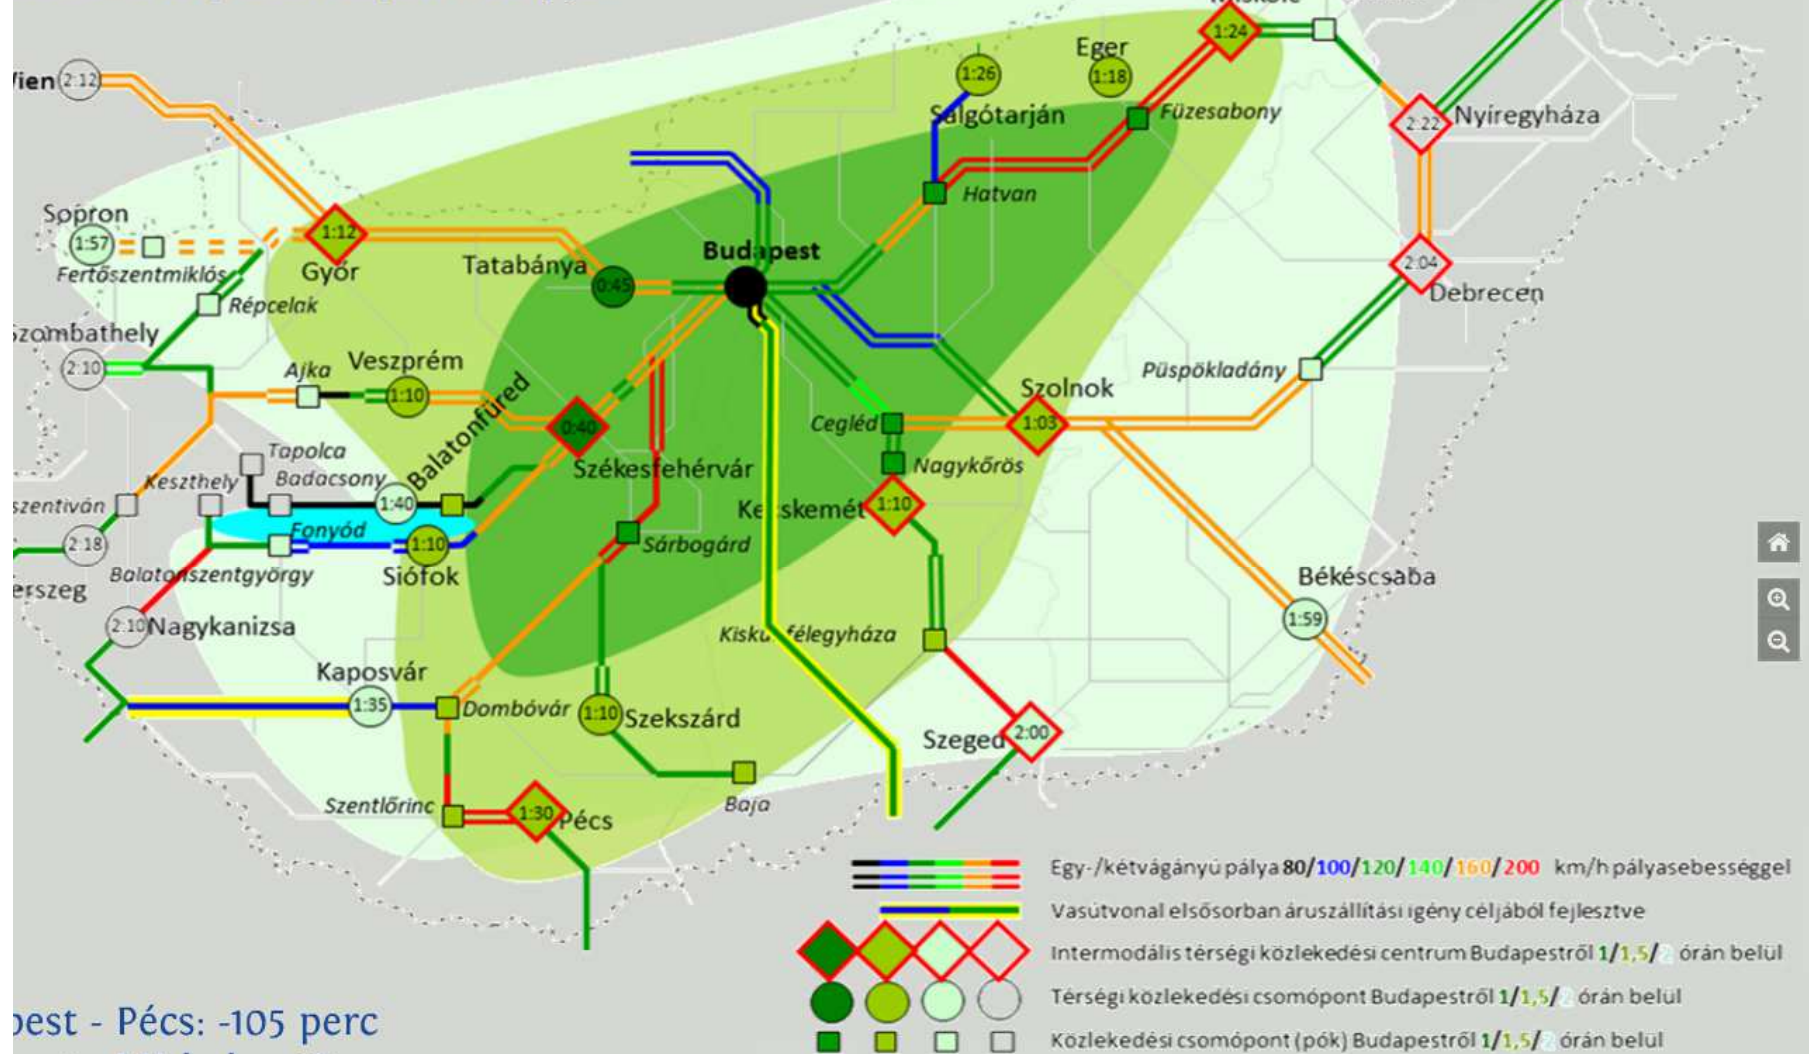 Miskolc
1:24
Eger
1:18
1:26
Salgótarján
Füzesabony
2:22
Nyíregyháza
2:12
Hatvan
Sopron
1:57
Fertőszentmiklós
1:12
Győr
Répcelak
Tatabánya
0:45
Budapest
2:04
Debrecen
2:10
Ajka
Veszprém
1:10
Balatonfüred
0:40
Székesfehérvár
Püspökladány
Szolnok
1:03
Cegléd
Nagykőrös
Kecskemét
1:10
Tapolca
Keszthely
Badacsony
1:40
2:18
Fonyód
1:10
Siófok
Balatonszentgyörgy
Sárbogárd
2:10
Nagykanizsa
Kiskunfélegyháza
Békéscsaba
1:59
Kaposvár
1:35
Dombóvár
1:10
Szekszárd
Szeged
2:00
Szentlőrinc
1:30
Pécs
Baja
Egy-/kétvágányú pálya 80/100/120/140/160/200 km/h pályasebességgel
Vasútvonal elsősorban áruszállítási igény céljából fejlesztve
Intermodális térségi közlekedési centrum Budapestről 1/1,5/2 órán belül
Térségi közlekedési csomópont Budapestről 1/1,5/2 órán belül
Közlekedési csomópont (pók) Budapestről 1/1,5/2 órán belül
pest - Pécs: -105 perc